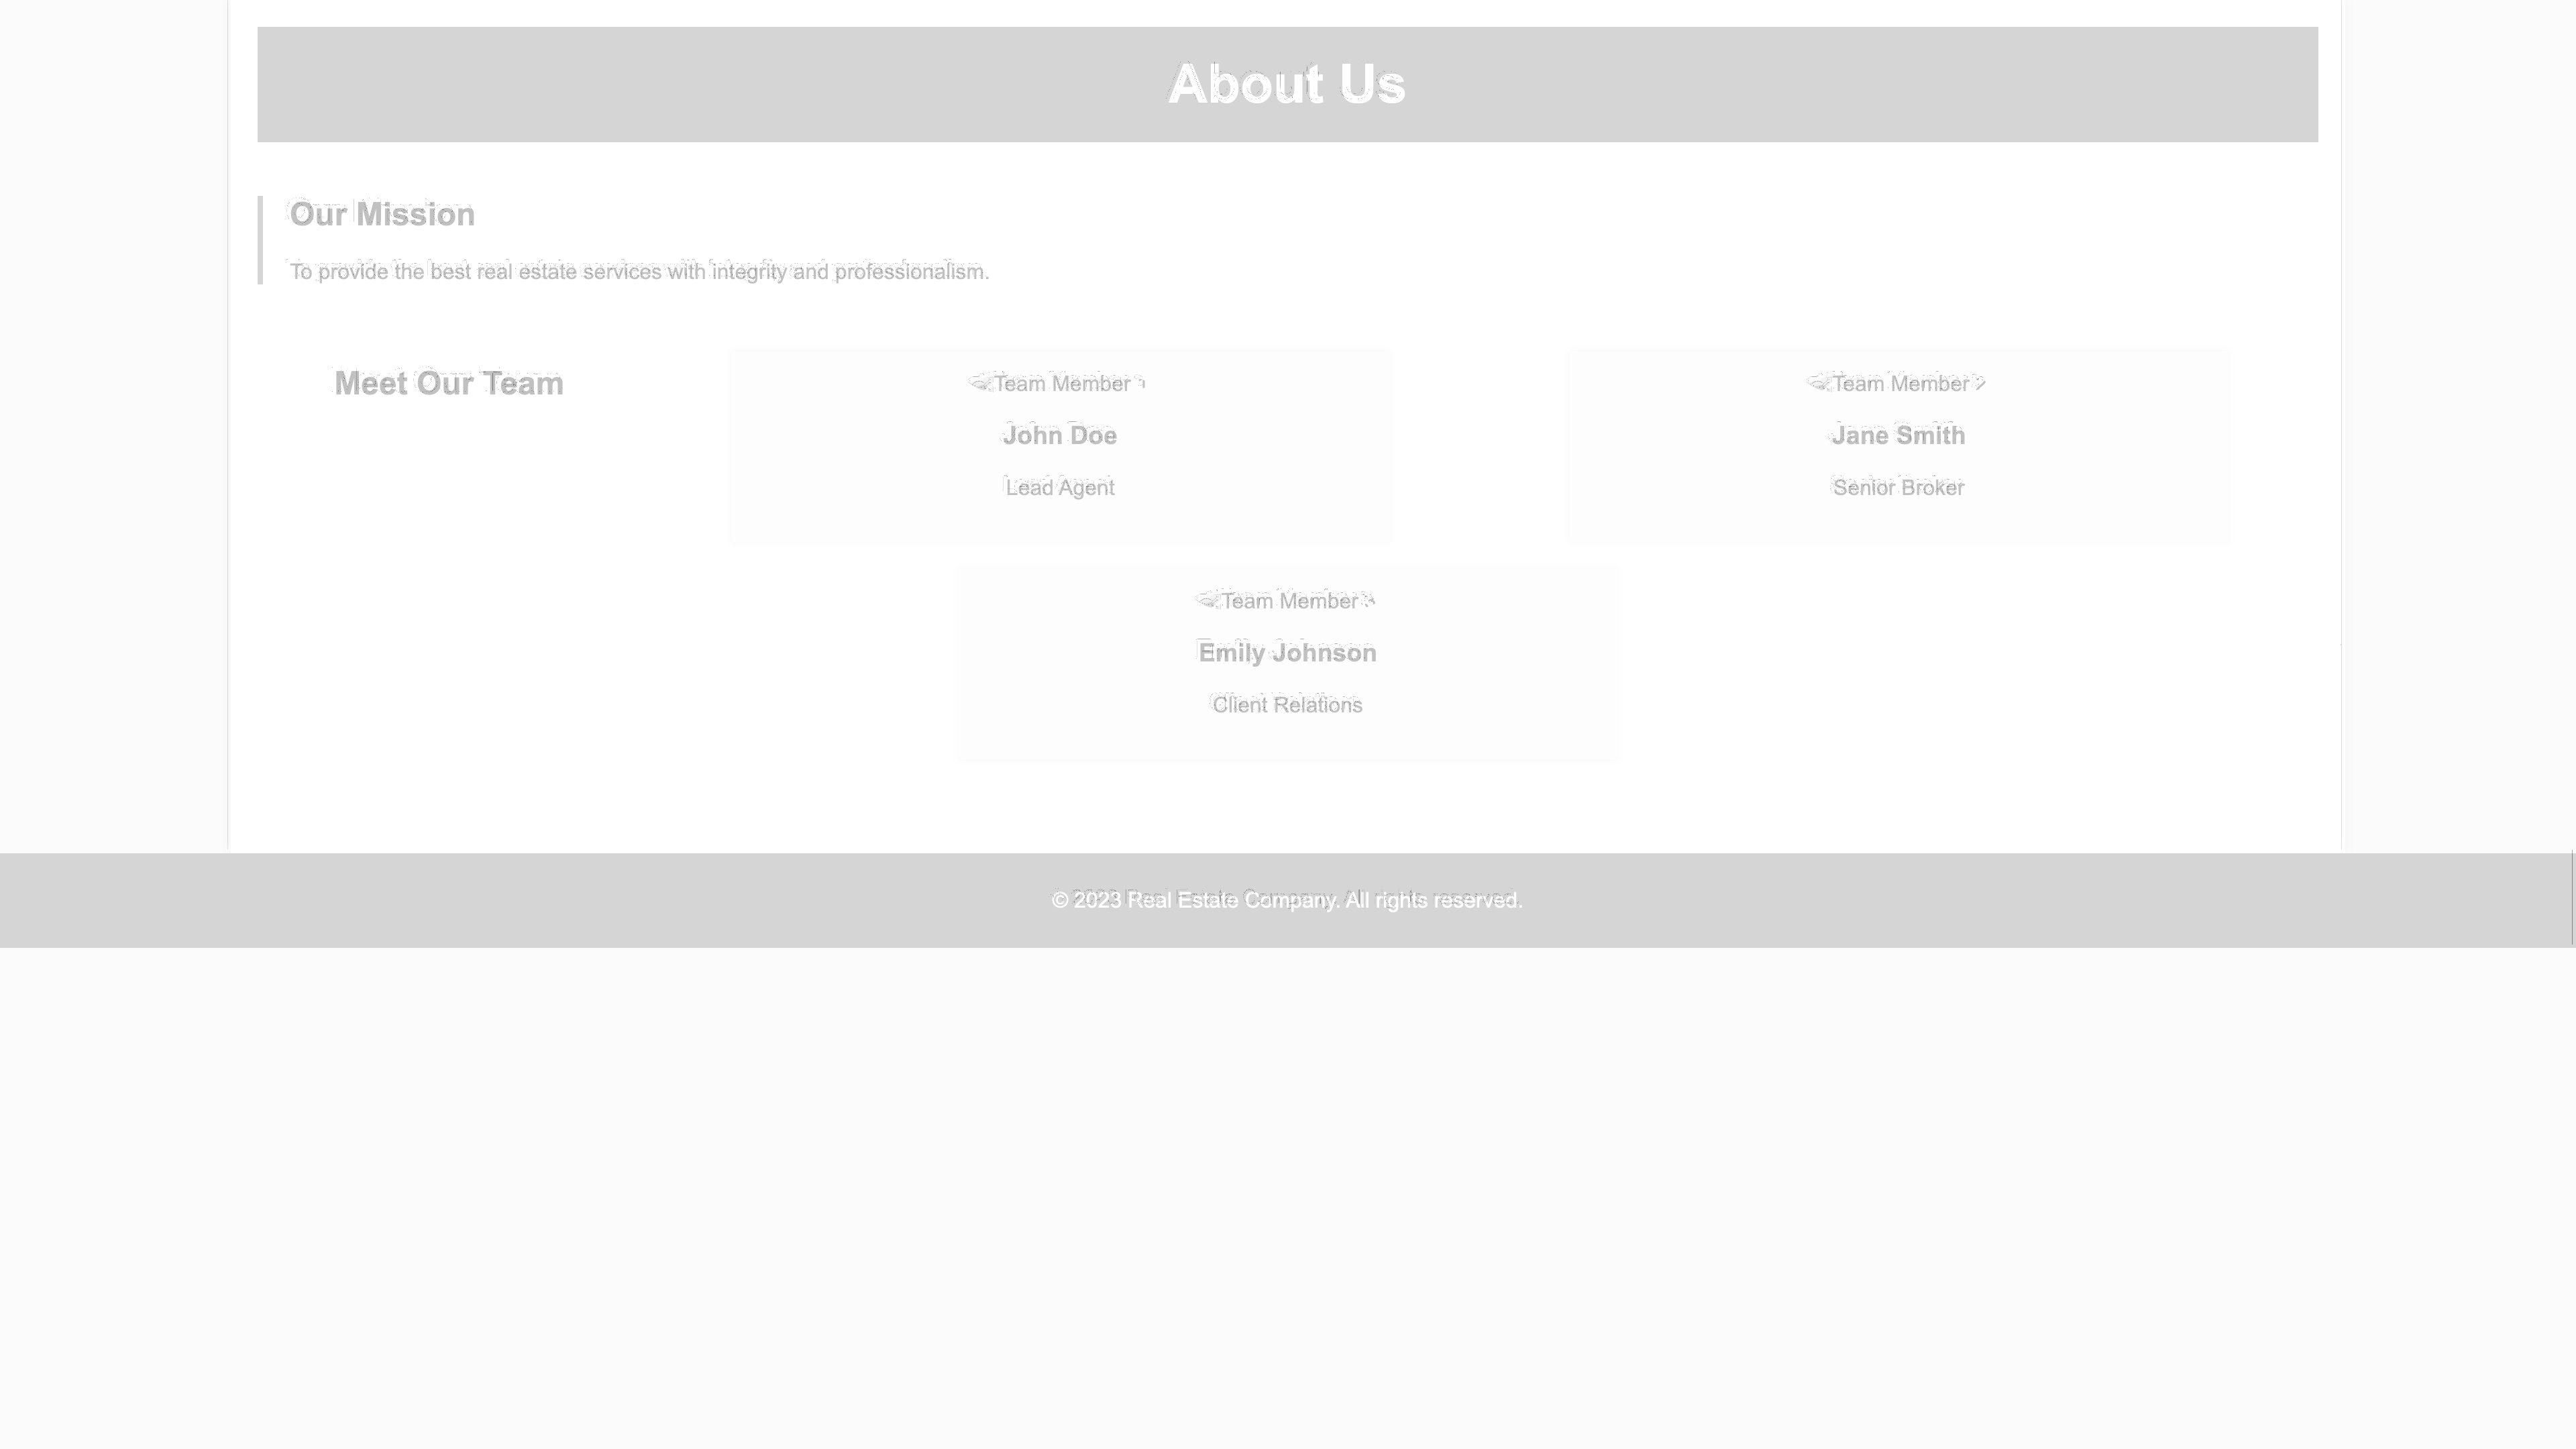 About Us
Our Mission
To provide the best real estate services with integrity and professionalism.
Meet Our Team
Team Member
John Doe
Lead Agent
Team Member 2
Jane Smith
Senior Broker
Team Member
Emily Johnson
Client Relations
© 2023 Real Estate Company. All rights reserved.